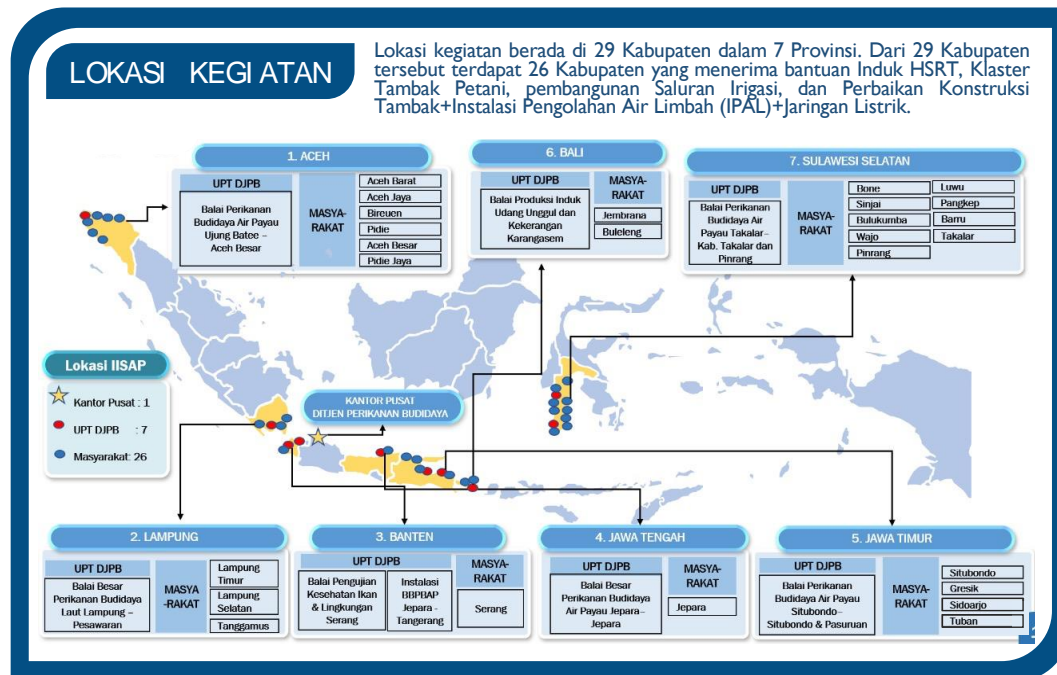 LOKASI KEGIATAN
Lokasi kegiatan berada di 29 Kabupaten dalam 7 Provinsi. Dari 29 Kabupaten
tersebut terdapat 26 Kabupaten yang menerima bantuan Induk HSRT, Klaster
Tambak Petani, pembangunan Saluran Irigasi, dan Perbaikan Konstruksi
Tambak+Instalasi Pengolahan Air Limbah (IPAL)+Jaringan Listrik.
1. ACEH
UPT DJPB
Balai Perikanan
Budidaya Air Payau
Ujung Batee –
Aceh Besar
MASYA-
RAKAT
Aceh Barat
Aceh Jaya
Bireuen
Pidie
Aceh Besar
Pidie Jaya
6. BALI
UPT DJPB
Balai Produksi Induk
Udang Unggul dan
Kekerangan
Karangasem
MASYA-
RAKAT
Jembrana
Buleleng
7. SULAWESI SELATAN
UPT DJPB
Balai Perikanan
Budidaya Air
Payau Takalar–
Kab. Takalar dan
Pinrang
MASYA-
RAKAT
Bone
Sinjai
Bulukumba
Wajo
Pinrang
Luwu
Pangkep
Barru
Takalar
Lokasi IISAP
Kantor Pusat : 1
UPT DJPB : 7
Masyarakat: 26
KANTOR PUSAT
DITJEN PERIKANAN BUDIDAYA
2. LAMPUNG
UPT DJPB
Balai Besar
Perikanan Budidaya
Laut Lampung –
Pesawaran
MASYA
-RAKAT
Lampung
Timur
Lampung
Selatan
Tanggamus
3. BANTEN
UPT DJPB
Balai Pengujian
Kesehatan Ikan
& Lingkungan
Serang
Instalasi
BBPBAP
Jepara -
Tangerang
MASYA-
RAKAT
Serang
4. JAWA TENGAH
UPT DJPB
Balai Besar
Perikanan Budidaya
Air Payau Jepara–
Jepara
MASYA-
RAKAT
Jepara
5. JAWA TIMUR
UPT DJPB
Balai Perikanan
Budidaya Air Payau
Situbondo–
Situbondo & Pasuruan
MASYA-
RAKAT
Situbondo
Gresik
Sidoarjo
Tuban